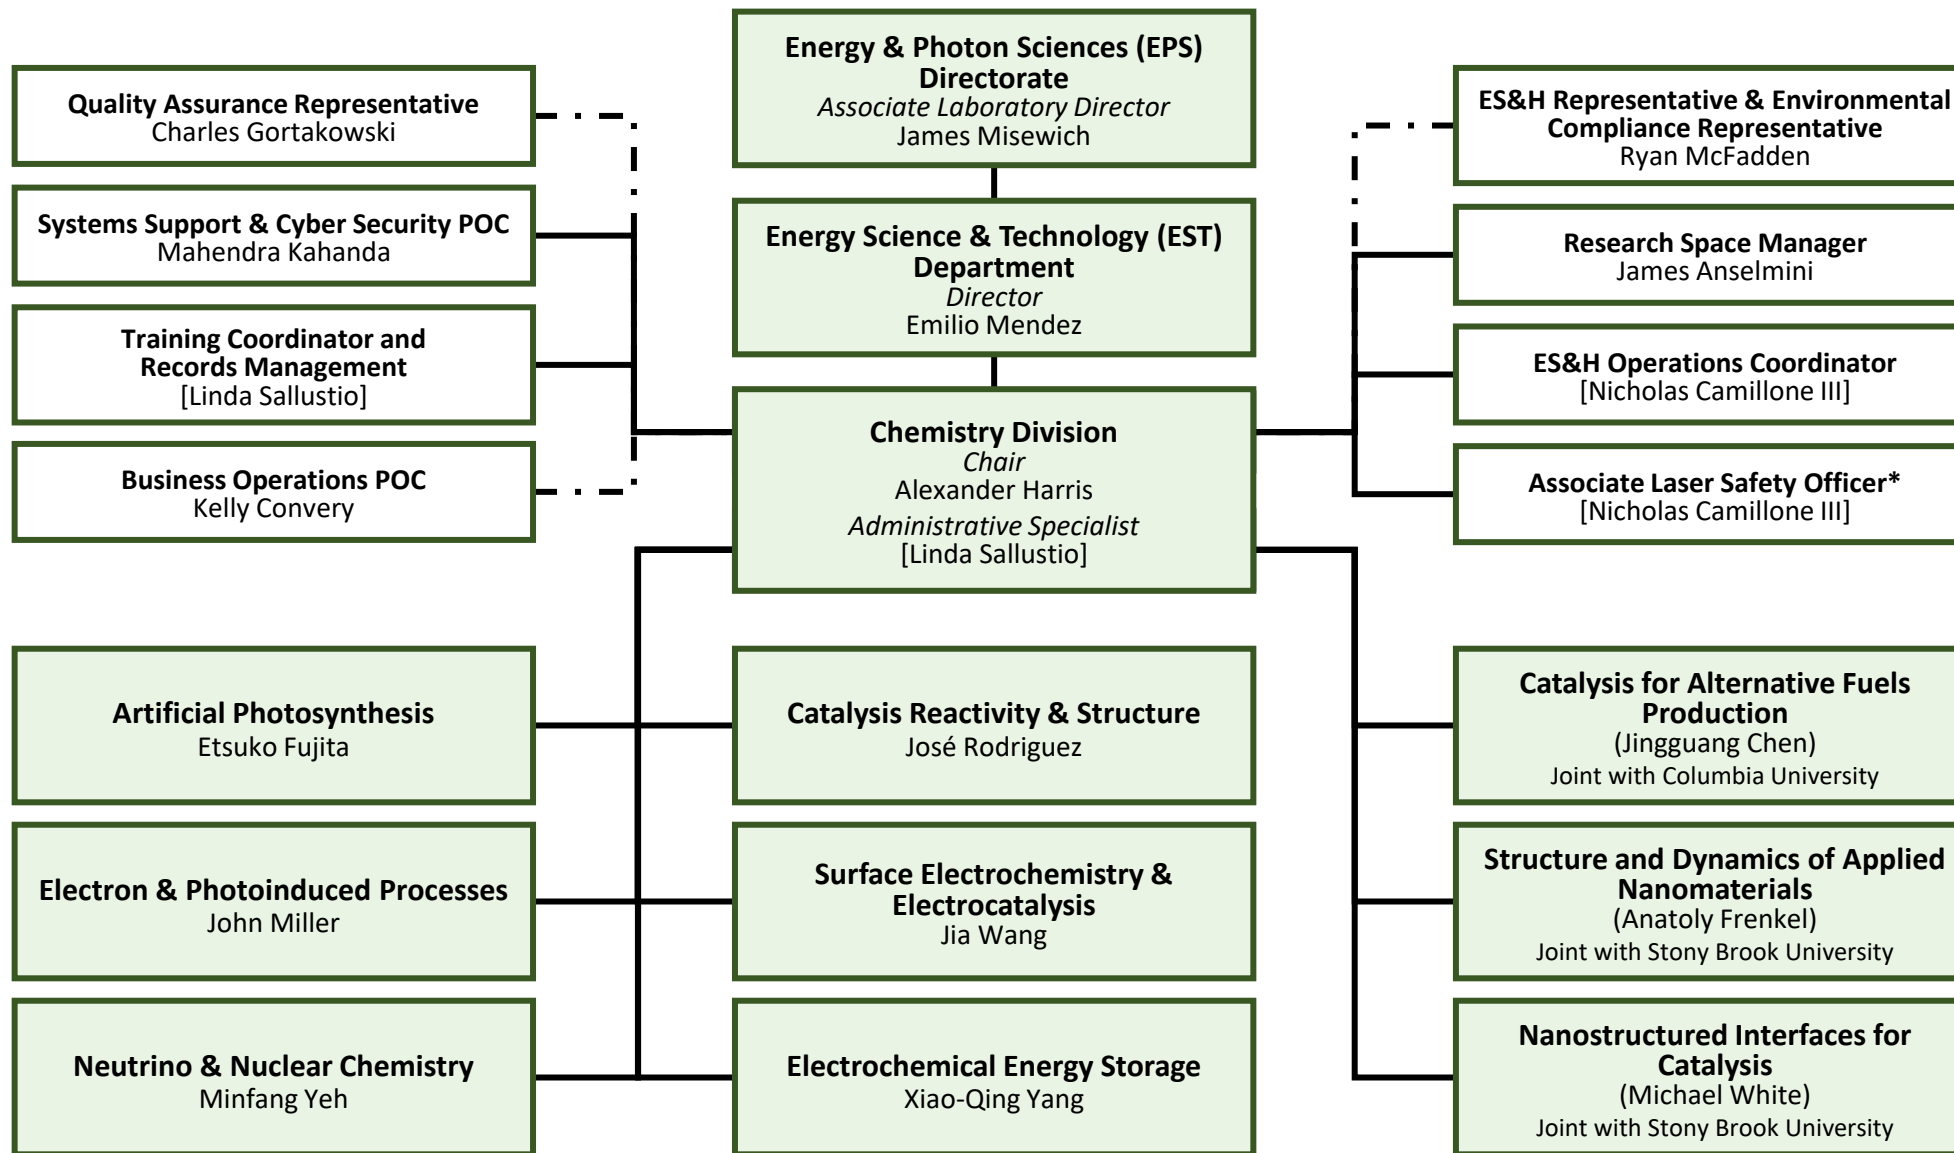 Energy & Photon Sciences (EPS)
Directorate
Associate Laboratory Director
James Misewich
Quality Assurance Representative
Charles Gortakowski
ES&H Representative & Environmental
Compliance Representative
Ryan McFadden
Systems Support & Cyber Security POC
Mahendra Kahanda
Energy Science & Technology (EST)
Department
Director
Emilio Mendez
Research Space Manager
James Anselmini
Training Coordinator and
Records Management
[Linda Sallustio]
ES&H Operations Coordinator
[Nicholas Camillone III]
Chemistry Division
Chair
Alexander Harris
Administrative Specialist
[Linda Sallustio]
Business Operations POC
Kelly Convery
Associate Laser Safety Officer*
[Nicholas Camillone III]
Artificial Photosynthesis
Etsuko Fujita
Catalysis Reactivity & Structure
José Rodriguez
Catalysis for Alternative Fuels
Production
(Jingguang Chen)
Joint with Columbia University
Electron & Photoinduced Processes
John Miller
Surface Electrochemistry &
Electrocatalysis
Jia Wang
Structure and Dynamics of Applied
Nanomaterials
(Anatoly Frenkel)
Joint with Stony Brook University
Neutrino & Nuclear Chemistry
Minfang Yeh
Electrochemical Energy Storage
Xiao-Qing Yang
Nanostructured Interfaces for
Catalysis
(Michael White)
Joint with Stony Brook University